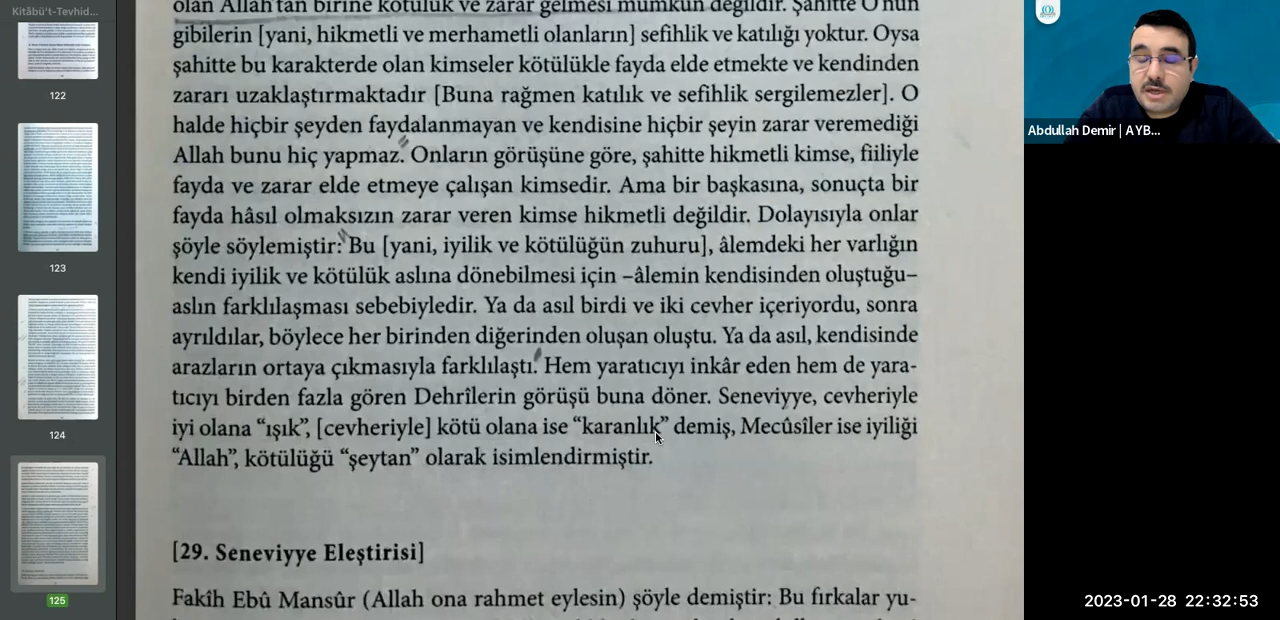 Kitâbü't-Tevhid...
122
123
124
125
olan Allah'tan birine kötülük ve zarar gelmesi mümkün değildir. Şahitte O'nun
gibilerin [yani, hikmetli ve merhametli olanların] sefihlik ve katılığı yoktur. Oysa
şahitte bu karakterde olan kimseler kötülükle fayda elde etmekte ve kendinden
zararı uzaklaştırmaktadır [Buna rağmen katılık ve sefihlik sergilemezler]. O
halde hiçbir şeyden fayda sağlamayan ve kendisine hiçbir şeyin zarar veremediği
Allah bunu hiç yapmaz. Onların görüşüne göre, şahitte hikmetli kimse, fiiliyle
fayda ve zarar elde etmeye çalışan kimsedir. Ama bir başkasına, sonuçta bir
fayda hâsıl olmaksızın zarar veren kimse hikmetli değildir. Dolayısıyla onlar
şöyle söylemiştir: Bu [yani, iyilik ve kötülüğün zuhuru], âlemdeki her varlığın
kendi iyilik ve kötülük aslına dönebilmesi için –âlemin kendisinden oluştuğu–
aslın farklılaşması sebebiyledir. Ya da asıl birdi ve iki cevher içeriyordu, sonra
ayrıldılar, böylece her birinden diğerinden oluşan oluştu. Ya da asıl, kendisinde
arazların ortaya çıkmasıyla farklılaştı. Hem yaratıcıyı inkâr eden hem de yara-
tıcıyı birden fazla gören Dehrîlerin görüşü buna döner. Seneviyye, cevheriyle
iyi olana “ışık”, [cevheriyle] kötü olana ise “karanlık” demiş, Mecûsîler ise iyiliği
“Allah”, kötülüğü “şeytan” olarak isimlendirmiştir.
[29. Seneviyye Eleştirisi]
Fakîh Ebû Mansûr (Allah ona rahmet eylesin) şöyle demiştir: Bu fırkalar yu-
Abdullah Demir | AYB...
2023-01-28 22:32:53